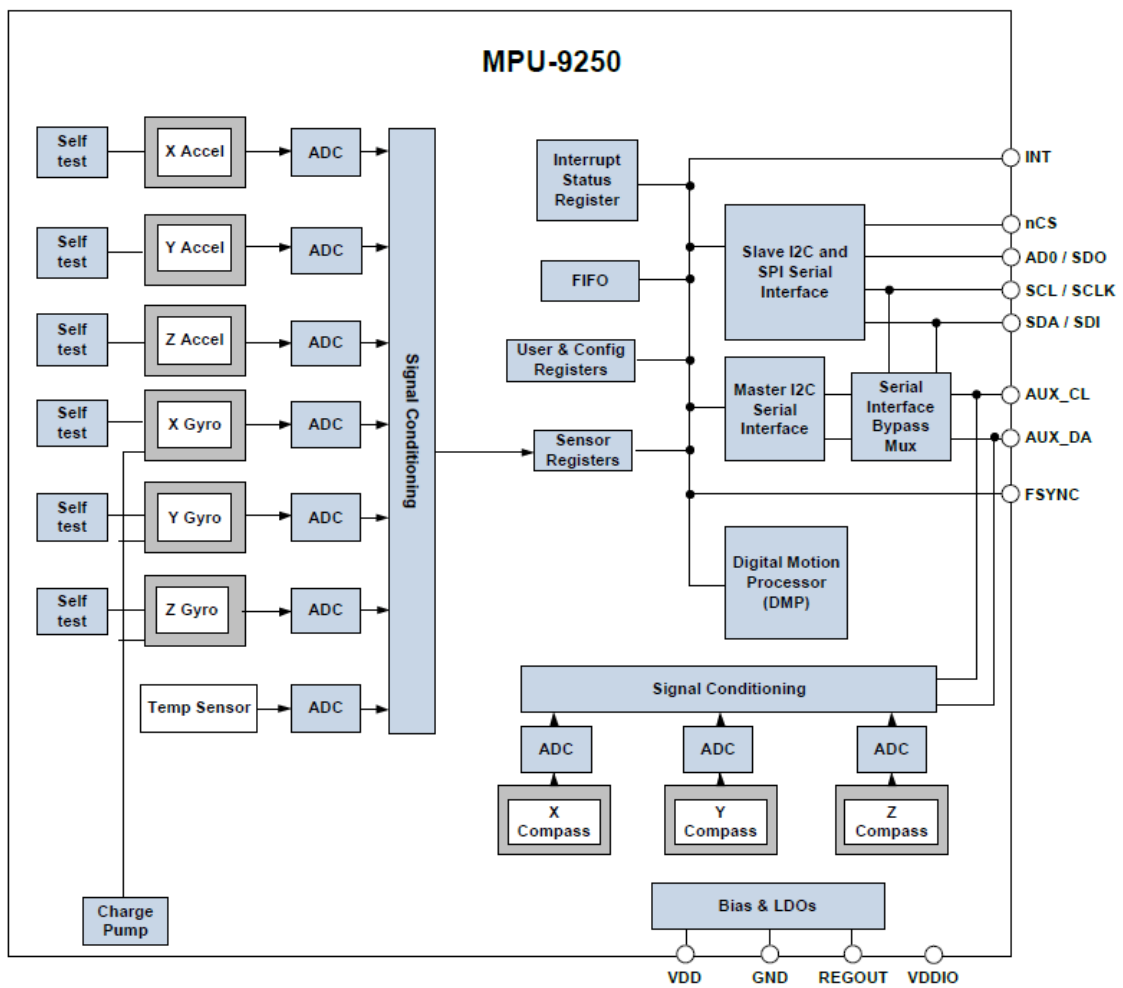 MPU-9250
Self
test
X Accel
ADC
Self
test
Y Accel
ADC
Self
test
Z Accel
ADC
Self
test
X Gyro
ADC
Self
test
Y Gyro
ADC
Self
test
Z Gyro
ADC
Temp Sensor
ADC
Signal Conditioning
Charge
Pump
Interrupt
Status
Register
FIFO
User & Config
Registers
Sensor
Registers
Slave I2C and
SPI Serial
Interface
Master I2C
Serial
Interface
Serial
Interface
Bypass
Mux
Digital Motion
Processor
(DMP)
INT
nCS
AD0 / SDO
SCL / SCLK
SDA / SDI
AUX_CL
AUX_DA
FSYNC
Signal Conditioning
ADC
ADC
ADC
X
Compass
Y
Compass
Z
Compass
Bias & LDOs
VDD
GND
REGOUT
VDDIO